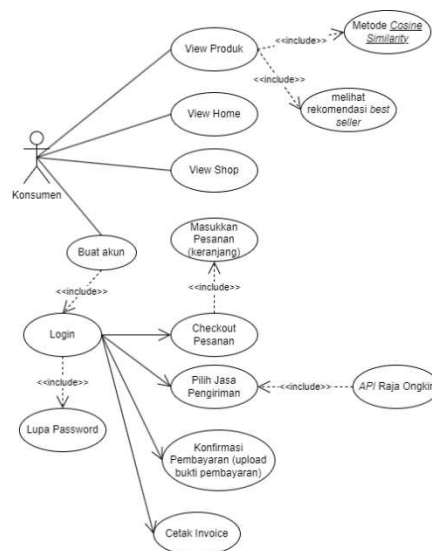 Metode Cosine
Similarity
View Produk
<<include>>
<<include>>
melihat
rekomendasi best
seller
View Home
View Shop
Konsumen
Buat akun
Masukkan
Pesanan
(keranjang)
<<include>>
<<include>>
Login
Checkout
Pesanan
<<include>>
Pilih Jasa
Pengiriman
<<include>>
API Raja Ongkir
Lupa Password
Konfirmasi
Pembayaran (upload
bukti pembayaran)
Cetak Invoice